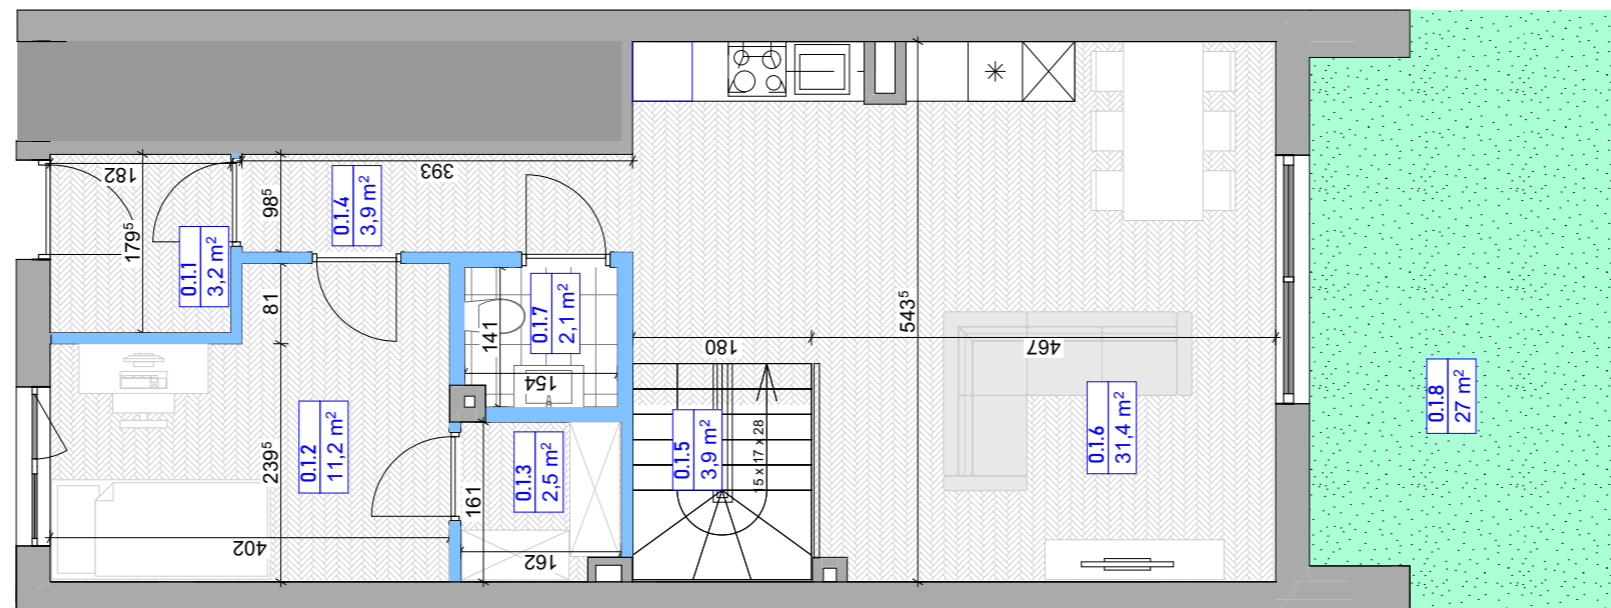 182
179⁵
0.1.1
3,2 m²
98⁵
0.1.4
3,9 m²
393
81
239⁵
0.1.2
11,2 m²
402
141
0.1.7
2,1 m²
154
161
0.1.3
2,5 m²
162
180
0.1.5
3,9 m²
15 x 17 x 28
543⁵
467
0.1.6
31,4 m²
0.1.8
27 m²